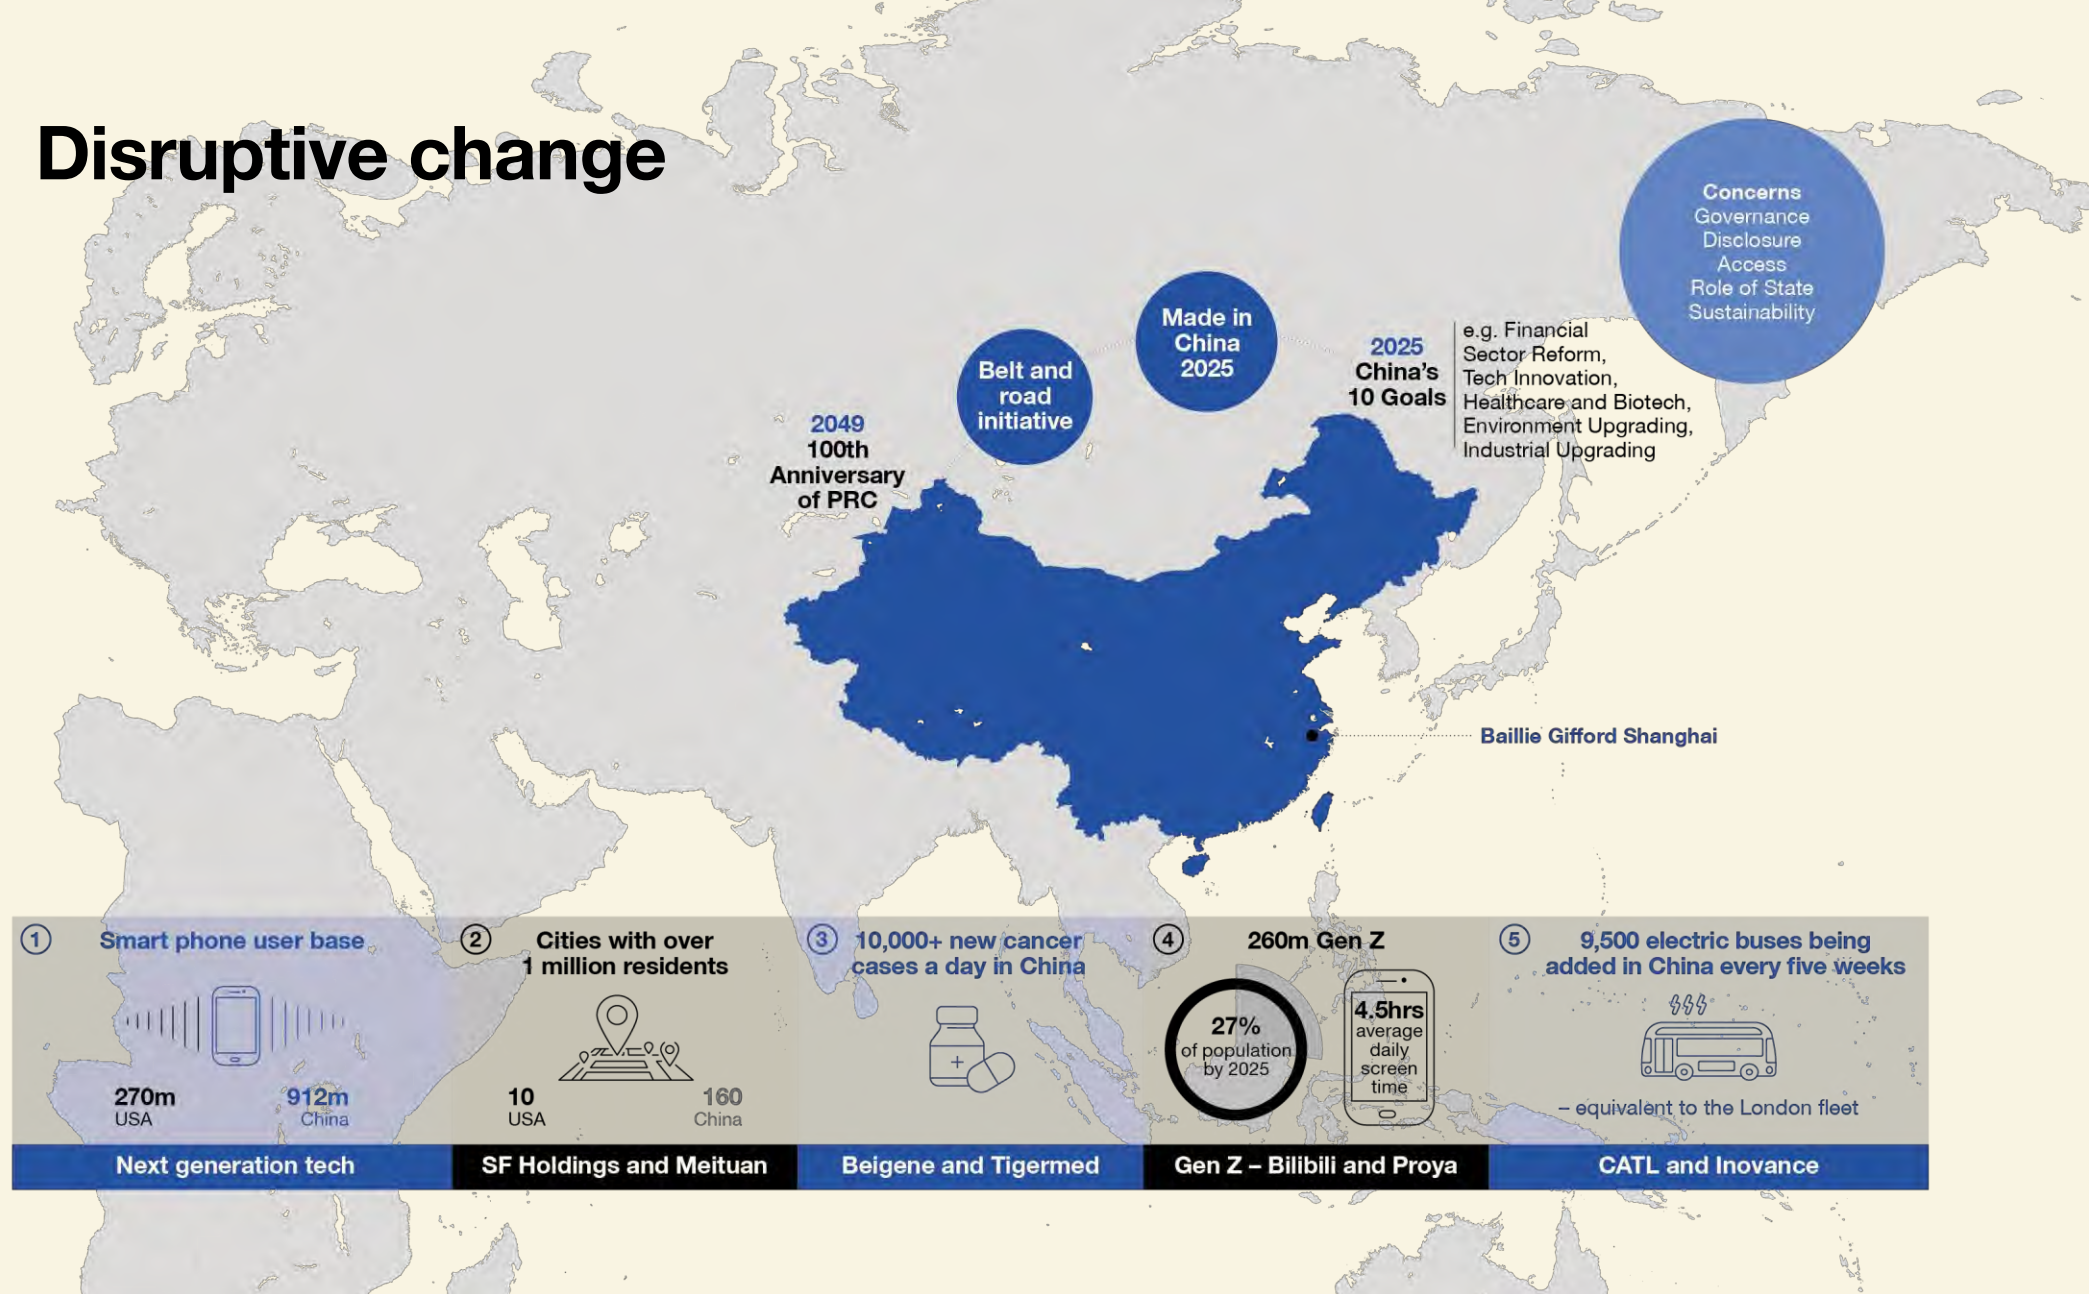 Disruptive change
Concerns
Governance
Disclosure
Access
Role of State
Sustainability
Made in
China
2025
Belt and
road
initiative
2025
China's
10 Goals
e.g. Financial
Sector Reform,
Tech Innovation,
Healthcare and Biotech,
Environment Upgrading,
Industrial Upgrading
2049
100th
Anniversary
of PRC
Baillie Gifford Shanghai
1
Smart phone user base
270m
USA
912m
China
Next generation tech
2
Cities with over
1 million residents
10
USA
160
China
SF Holdings and Meituan
3
10,000+ new cancer
cases a day in China
Beigene and Tigermed
4
260m Gen Z
27%
of population
by 2025
4.5hrs
average
daily
screen
time
Gen Z – Bilibili and Proya
5
9,500 electric buses being
added in China every five weeks
– equivalent to the London fleet
CATL and Inovance